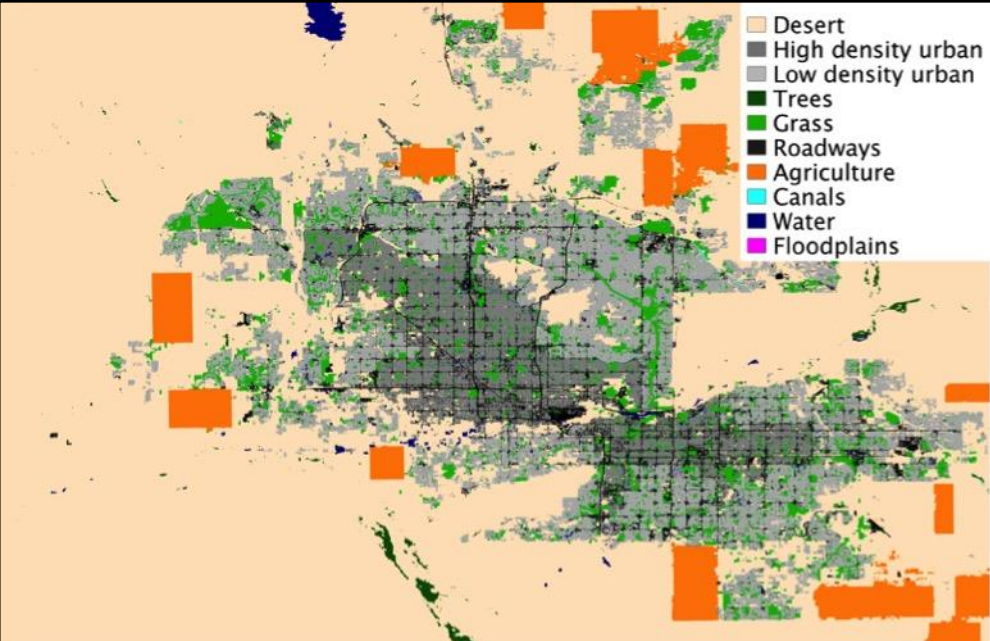 Desert
High density urban
Low density urban
Trees
Grass
Roadways
Agriculture
Canals
Water
Floodplains